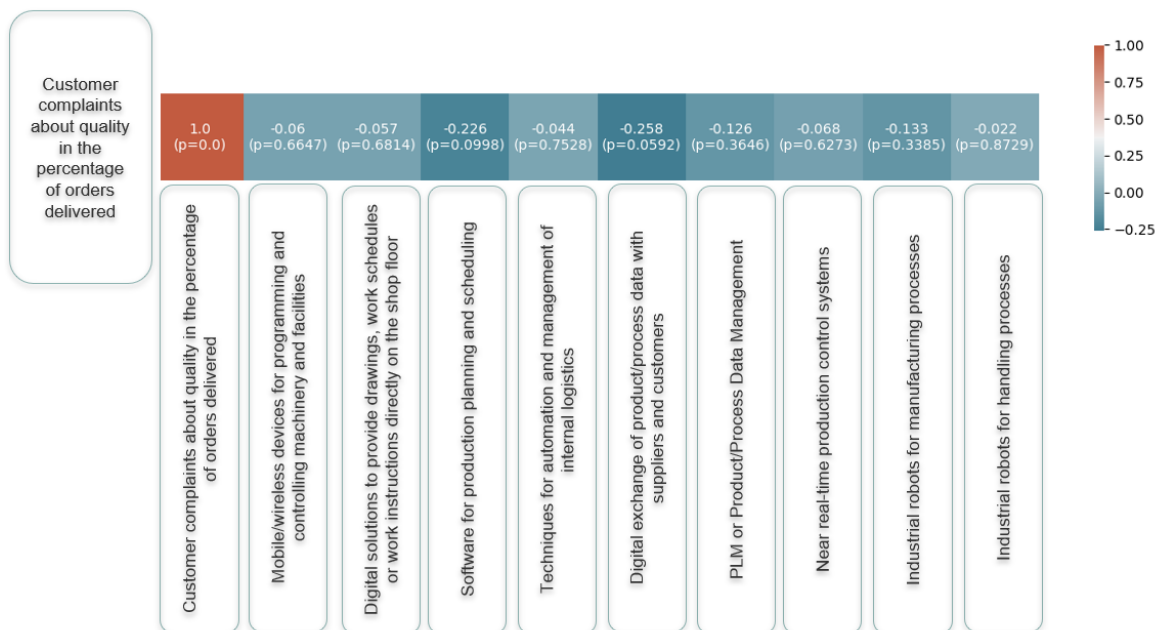 Customer
complaints
about quality
in the
percentage
of orders
delivered
1.0
(p=0.0)
-0.06
(p=0.6647)
-0.057
(p=0.6814)
-0.226
(p=0.0998)
-0.044
(p=0.7528)
-0.258
(p=0.0592)
-0.126
(p=0.3646)
-0.068
(p=0.6273)
-0.133
(p=0.3385)
-0.022
(p=0.8729)
1.00
0.75
0.50
0.25
0.00
−0.25
Customer complaints about quality in the percentage
of orders delivered
Mobile/wireless devices for programming and
controlling machinery and facilities
Digital solutions to provide drawings, work schedules
or work instructions directly on the shop floor
Software for production planning and scheduling
Techniques for automation and management of
internal logistics
Digital exchange of product/process data with
suppliers and customers
PLM or Product/Process Data Management
Near real-time production control systems
Industrial robots for manufacturing processes
Industrial robots for handling processes